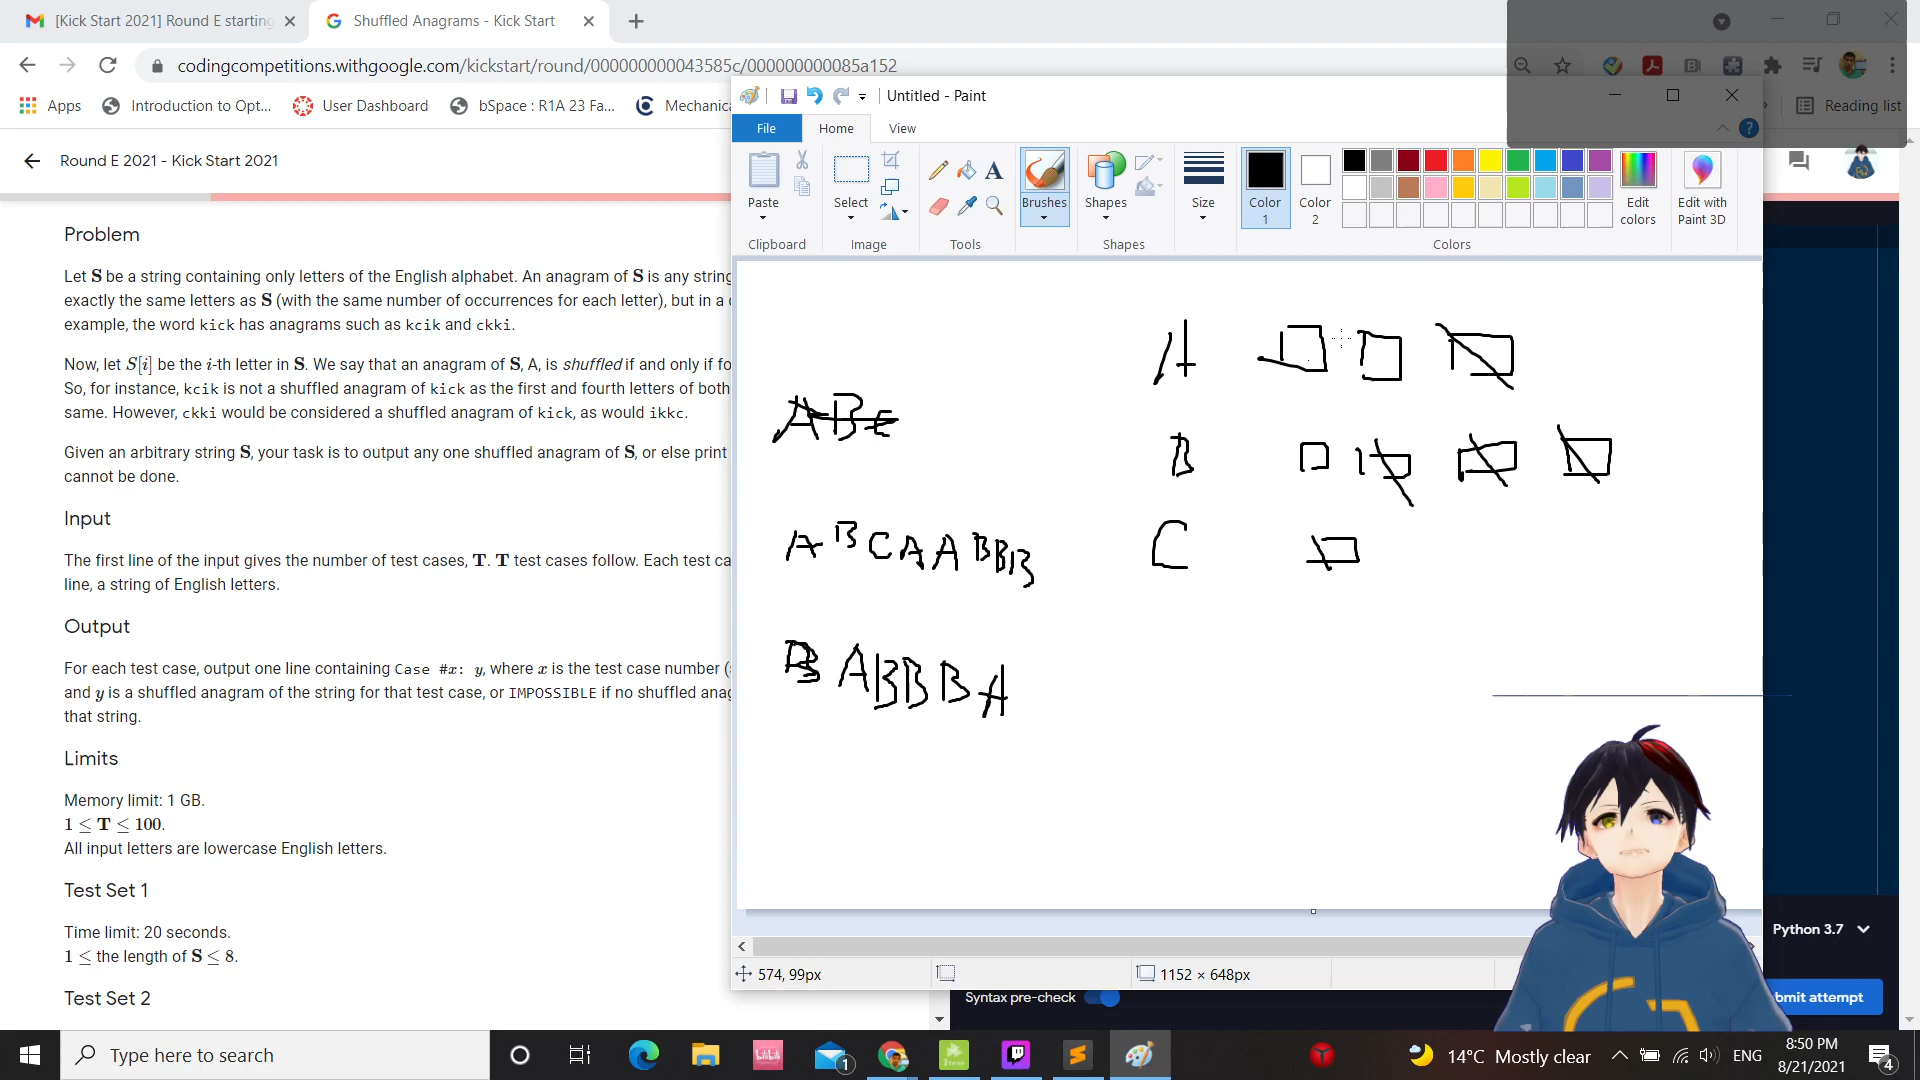 [Kick Start 2021] Round E starting
Shuffled Anagrams - Kick Start
codingcompetitions.withgoogle.com/kickstart/round/000000000043585c/000000000085a152
Apps
Introduction to Opt...
User Dashboard
bSpace : R1A 23 Fa...
Mechanica
Reading list
Round E 2021 - Kick Start 2021
Problem
Let S be a string containing only letters of the English alphabet. An anagram of S is any string
exactly the same letters as S (with the same number of occurrences for each letter), but in a
example, the word kick has anagrams such as kcik and ckki.
Now, let S[i] be the i-th letter in S. We say that an anagram of S, A, is shuffled if and only if fo
So, for instance, kcik is not a shuffled anagram of kick as the first and fourth letters of both
same. However, ckki would be considered a shuffled anagram of kick, as would ikkc.
Given an arbitrary string S, your task is to output any one shuffled anagram of S, or else print
cannot be done.
Input
The first line of the input gives the number of test cases, T. T test cases follow. Each test ca
line, a string of English letters.
Output
For each test case, output one line containing Case #x: y, where x is the test case number (
and y is a shuffled anagram of the string for that test case, or IMPOSSIBLE if no shuffled anag
that string.
Limits
Memory limit: 1 GB.
1 ≤ T ≤ 100.
All input letters are lowercase English letters.
Test Set 1
Time limit: 20 seconds.
1 ≤ the length of S ≤ 8.
Test Set 2
Untitled - Paint
File Home View
Paste
Select
Brushes
Shapes
Size
Color 1
Color 2
Edit colors
Edit with Paint 3D
Clipboard
Image
Tools
Shapes
Colors
A
B
C
ABCAABBB
ABBBA
574, 99px
1152 × 648px
Syntax pre-check
Python 3.7
bmit attempt
Type here to search
1
14°C Mostly clear
ENG
8:50 PM
8/21/2021
4